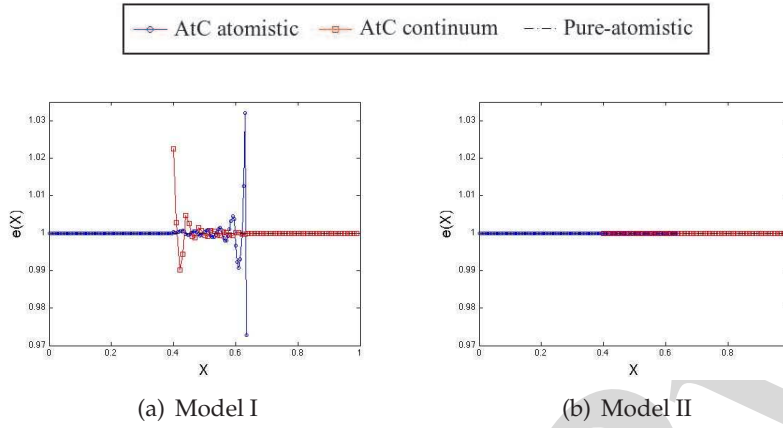 AtC atomistic AtC continuum Pure-atomistic
1.03
1.02
1.01
1
0.99
0.98
0.97
e(X)
0 0.2 0.4 0.6 0.8 1
X
(a) Model I
1.03
1.02
1.01
1
0.99
0.98
0.97
e(X)
0 0.2 0.4 0.6 0.8
X
(b) Model II